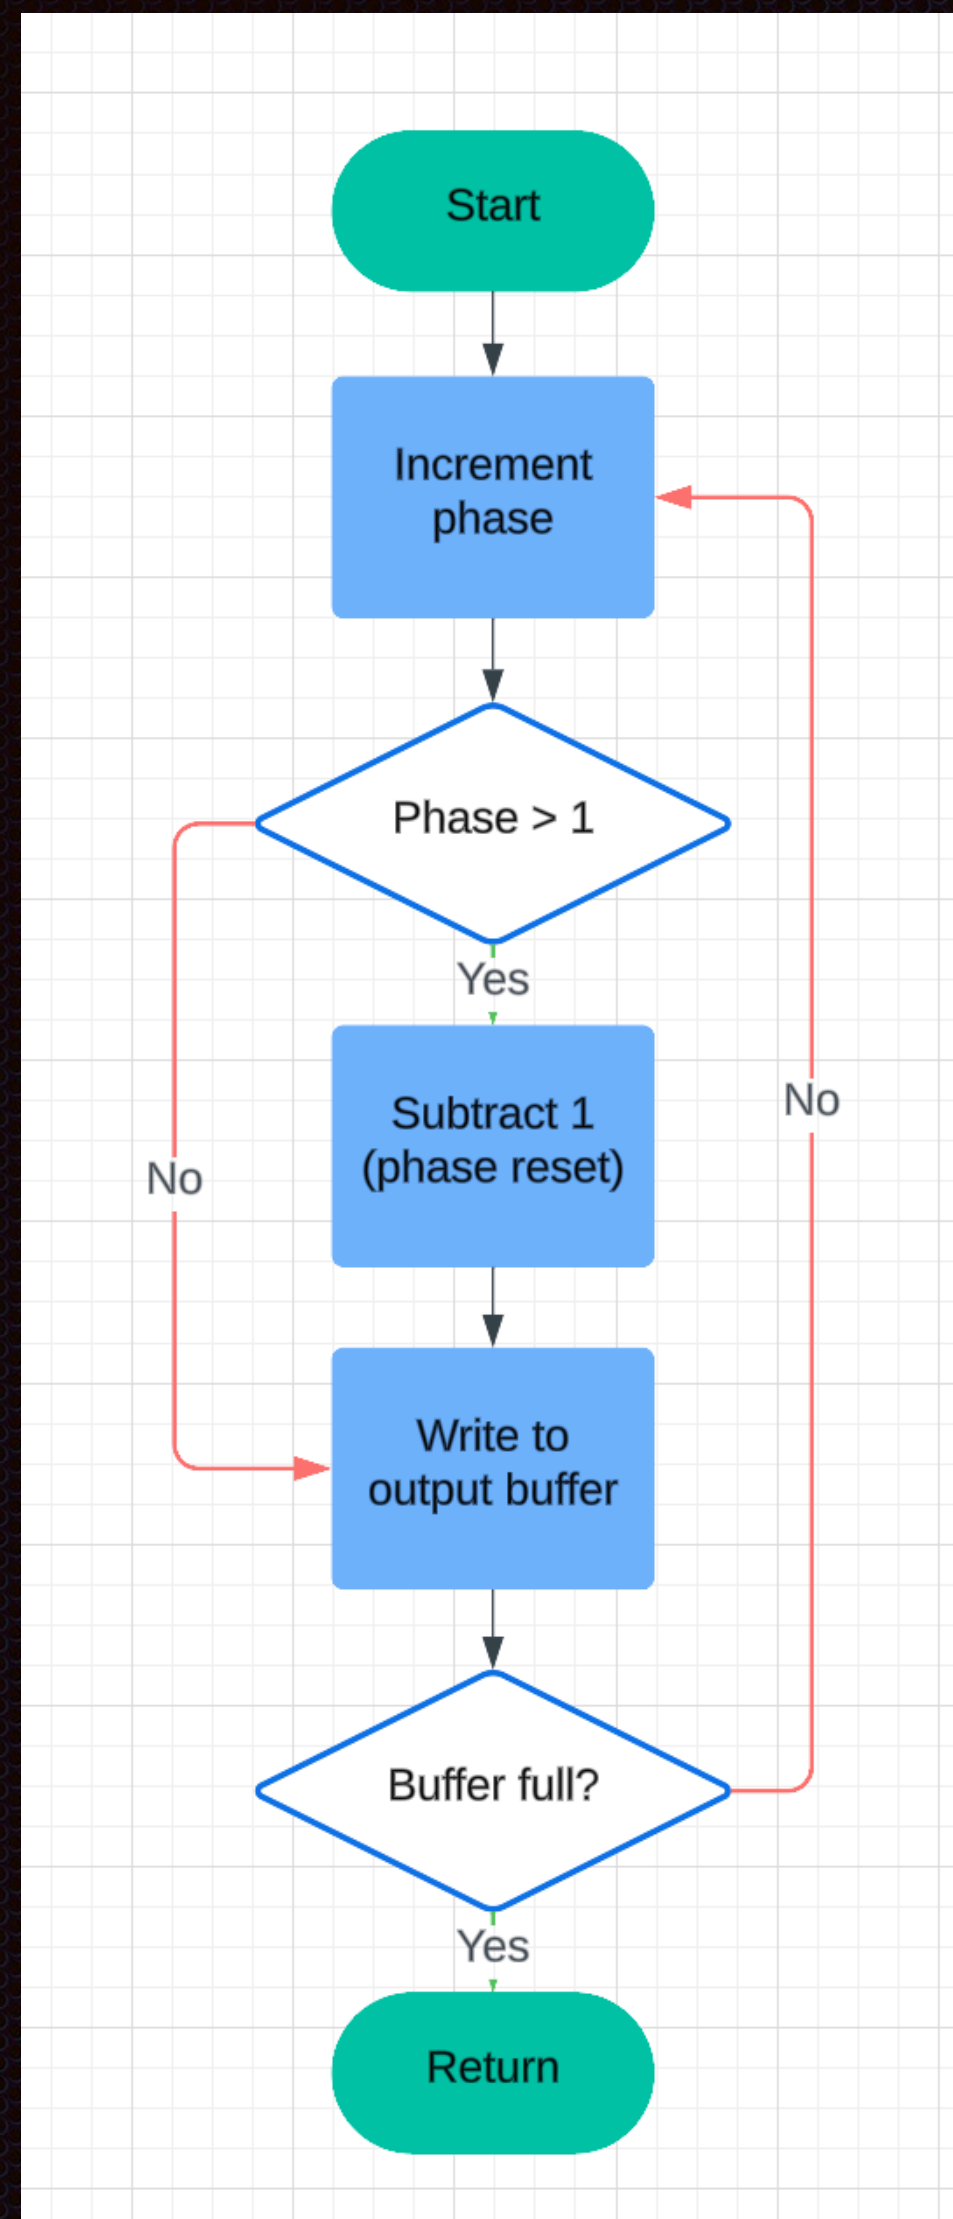 Start
Increment
phase
Phase > 1
Yes
Subtract 1
(phase reset)
No
No
Write to
output buffer
Buffer full?
Yes
Return